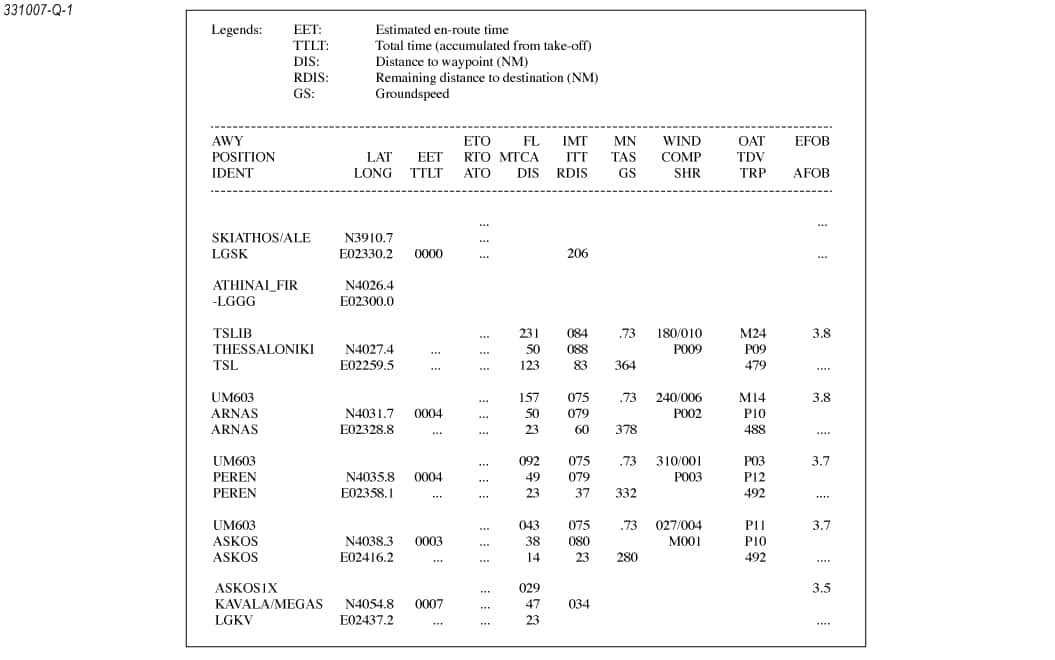 331007-Q-1
Legends: EET: Estimated en-route time
TTLT: Total time (accumulated from take-off)
DIS: Distance to waypoint (NM)
RDIS: Remaining distance to destination (NM)
GS: Groundspeed
AWY ETO FL IMT MN WIND OAT EFOB
POSITION LAT EET RTO MTCA ITT TAS COMP TDV
IDENT LONG TTLT ATO DIS RDIS GS SHR TRP AFOB
... ...
SKIATHOS/ALE N3910.7 ...
LGSK E02330.2 0000 ... 206 ...
ATHINAI_FIR N4026.4
-LGGG E02300.0
TSLIB ... 231 084 .73 180/010 M24 3.8
THESSALONIKI N4027.4 ... ... 50 088 P009 P09
TSL E02259.5 ... ... 123 83 364 479 ....
UM603 ... 157 075 .73 240/006 M14 3.8
ARNAS N4031.7 0004 ... 50 079 P002 P10
ARNAS E02328.8 ... ... 23 60 378 488 ....
UM603 ... 092 075 .73 310/001 P03 3.7
PEREN N4035.8 0004 ... 49 079 P003 P12
PEREN E02358.1 ... ... 23 37 332 492 ....
UM603 ... 043 075 .73 027/004 P11 3.7
ASKOS N4038.3 0003 ... 38 080 M001 P10
ASKOS E02416.2 ... ... 14 23 280 492 ....
ASKOS1X ... 029 3.5
KAVALA/MEGAS N4054.8 0007 ... 47 034
LGKV E02437.2 ... ... 23 ....